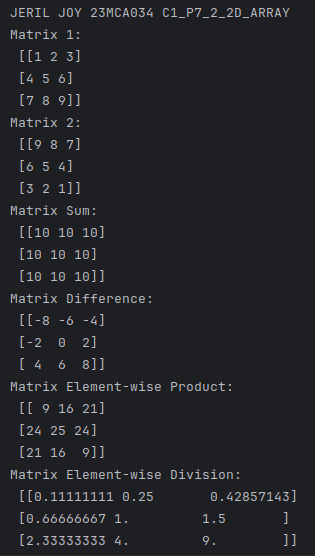 JERIL JOY 23MCA034 C1_P7_2_2D_ARRAY
Matrix 1:
 [[1 2 3]
 [4 5 6]
 [7 8 9]]
Matrix 2:
 [[9 8 7]
 [6 5 4]
 [3 2 1]]
Matrix Sum:
 [[10 10 10]
 [10 10 10]
 [10 10 10]]
Matrix Difference:
 [[-8 -6 -4]
 [-2  0  2]
 [ 4  6  8]]
Matrix Element-wise Product:
 [[ 9 16 21]
 [24 25 24]
 [21 16  9]]
Matrix Element-wise Division:
 [[0.11111111 0.25       0.42857143]
 [0.66666667 1.         1.5       ]
 [2.33333333 4.         9.        ]]